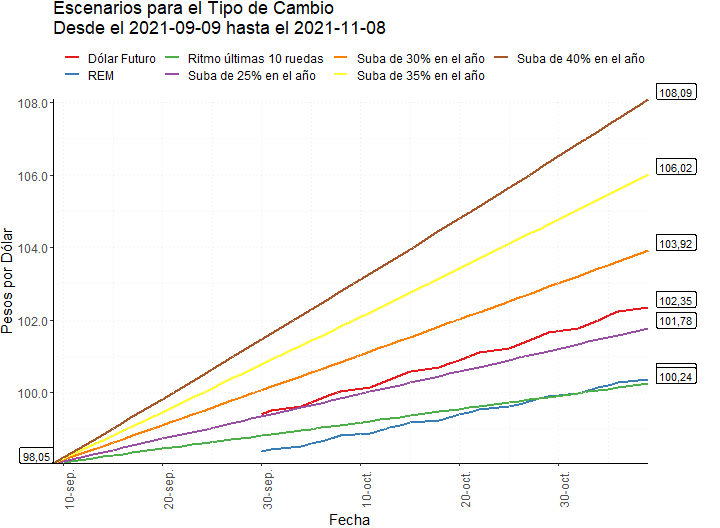 Escenarios para el Tipo de Cambio
Desde el 2021-09-09 hasta el 2021-11-08
Dólar Futuro
Ritmo últimas 10 ruedas
Suba de 30% en el año
Suba de 40% en el año
REM
Suba de 25% en el año
Suba de 35% en el año
108.0
106.0
104.0
102.0
100.0
Pesos por Dólar
108,09
106,02
103,92
102,35
101,78
100,24
98,05
10-sep.
20-sep.
30-sep.
10-oct.
20-oct.
30-oct.
Fecha